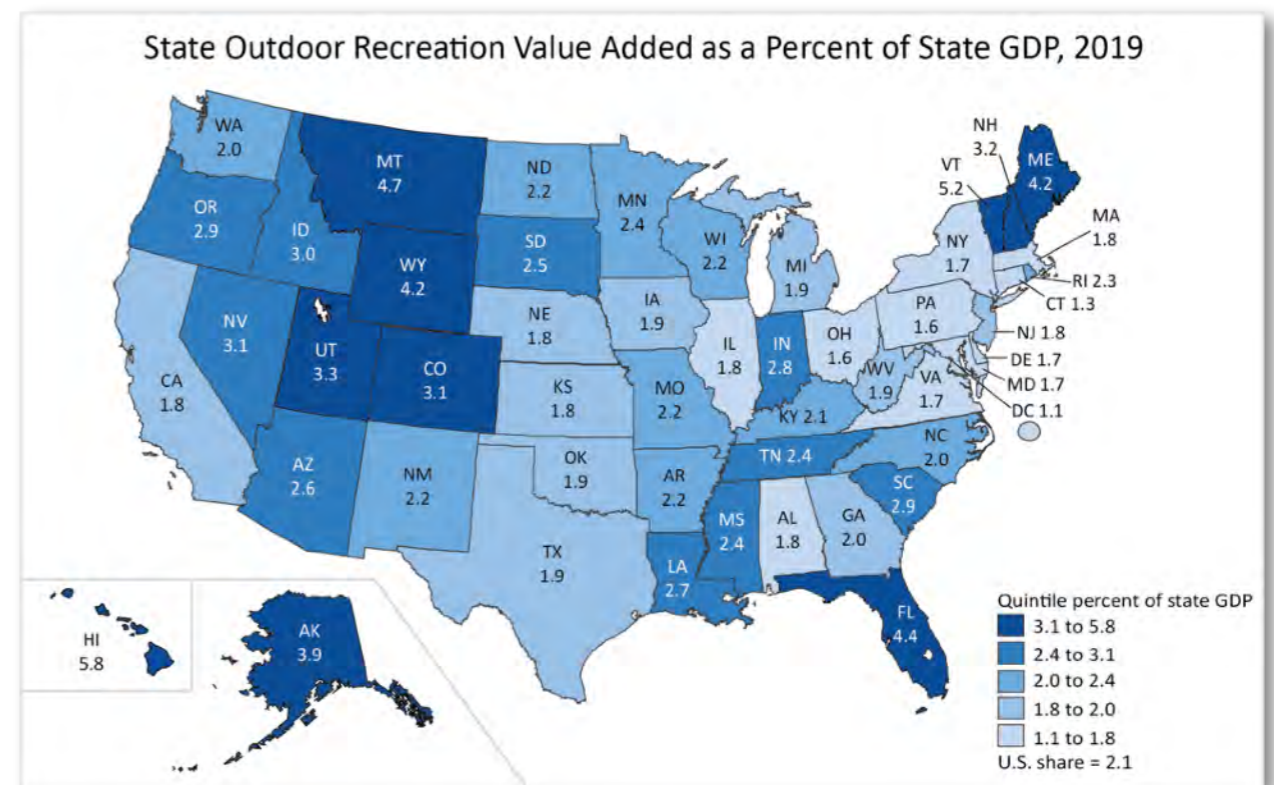 State Outdoor Recreation Value Added as a Percent of State GDP, 2019
WA
2.0
OR
2.9
CA
1.8
ID
3.0
NV
3.1
MT
4.7
WY
4.2
UT
3.3
CO
3.1
AZ
2.6
NM
2.2
ND
2.2
SD
2.5
NE
1.8
KS
1.8
OK
1.9
TX
1.9
MN
2.4
IA
1.9
MO
2.2
AR
2.2
LA
2.7
WI
2.2
IL
1.8
MI
1.9
IN
2.8
OH
1.6
KY 2.1
TN 2.4
MS
2.4
AL
1.8
GA
2.0
FL
4.4
SC
2.9
NC
2.0
VA
1.7
WV
1.9
PA
1.6
NY
1.7
VT
5.2
NH
3.2
ME
4.2
MA
1.8
RI 2.3
CT 1.3
NJ 1.8
DE 1.7
MD 1.7
DC 1.1
HI
5.8
AK
3.9
Quintile percent of state GDP
3.1 to 5.8
2.4 to 3.1
2.0 to 2.4
1.8 to 2.0
1.1 to 1.8
U.S. share = 2.1